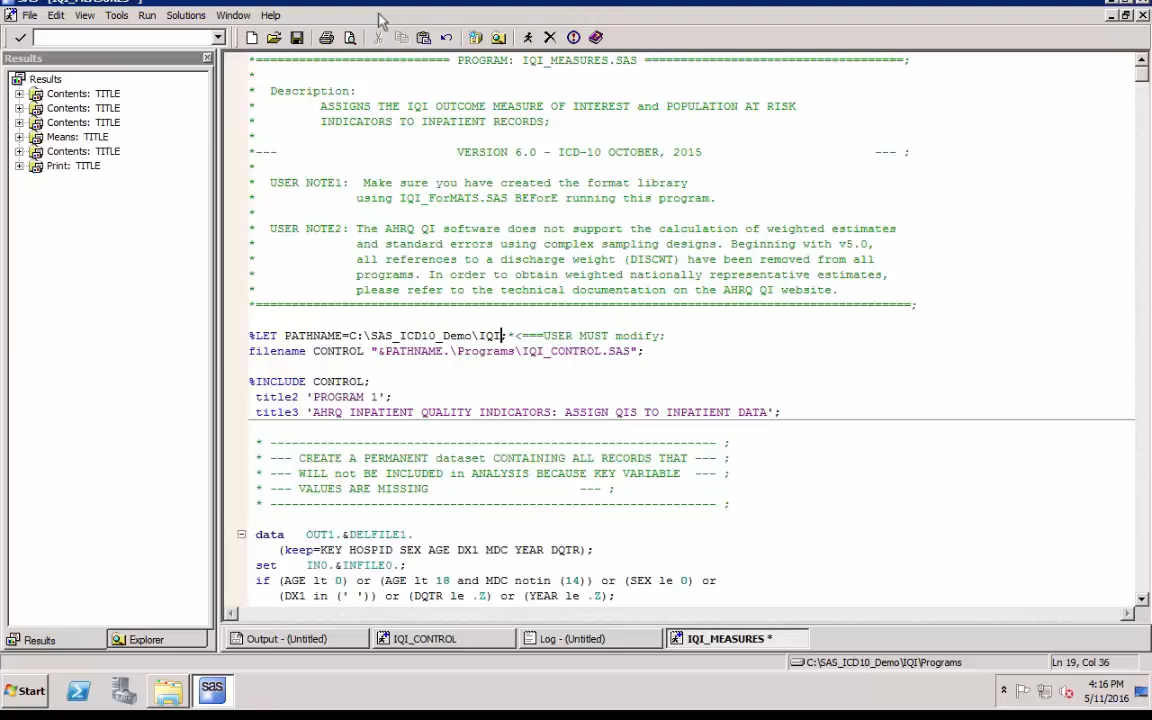 SAS - [IQI_MEASURES *]
File Edit View Tools Run Solutions Window Help
Results
Results
Contents: TITLE
Contents: TITLE
Contents: TITLE
Means: TITLE
Contents: TITLE
Print: TITLE
*=========================== PROGRAM: IQI_MEASURES.SAS ====================================;
*
* Description:
* ASSIGNS THE IQI OUTCOME MEASURE OF INTEREST and POPULATION AT RISK
* INDICATORS TO INPATIENT RECORDS;
*
*--- VERSION 6.0 - ICD-10 OCTOBER, 2015 --- ;
*
* USER NOTE1: Make sure you have created the format library
* using IQI_ForMATS.SAS BEForE running this program.
*
* USER NOTE2: The AHRQ QI software does not support the calculation of weighted estimates
* and standard errors using complex sampling designs. Beginning with v5.0,
* all references to a discharge weight (DISCWT) have been removed from all
* programs. In order to obtain weighted nationally representative estimates,
* please refer to the technical documentation on the AHRQ QI website.
*===========================================================================================;
%LET PATHNAME=C:\SAS_ICD10_Demo\IQI;*<===USER MUST modify;
filename CONTROL "&PATHNAME.\Programs\IQI_CONTROL.SAS";
%INCLUDE CONTROL;
title2 'PROGRAM 1';
title3 'AHRQ INPATIENT QUALITY INDICATORS: ASSIGN QIS TO INPATIENT DATA';
* -------------------------------------------------------------- ;
* --- CREATE A PERMANENT dataset CONTAINING ALL RECORDS THAT --- ;
* --- WILL not BE INCLUDED in ANALYSIS BECAUSE KEY VARIABLE --- ;
* --- VALUES ARE MISSING --- ;
* -------------------------------------------------------------- ;
data OUT1.&DELFILE1.
(keep=KEY HOSPID SEX AGE DX1 MDC YEAR DQTR);
set IN0.&INFILE0.;
if (AGE lt 0) or (AGE lt 18 and MDC notin (14)) or (SEX le 0) or
(DX1 in (' ')) or (DQTR le .Z) or (YEAR le .Z);
Results Explorer Output - (Untitled) IQI_CONTROL Log - (Untitled) IQI_MEASURES *
C:\SAS_ICD10_Demo\IQI\Programs Ln 19, Col 36
Start sas 4:16 PM
5/11/2016